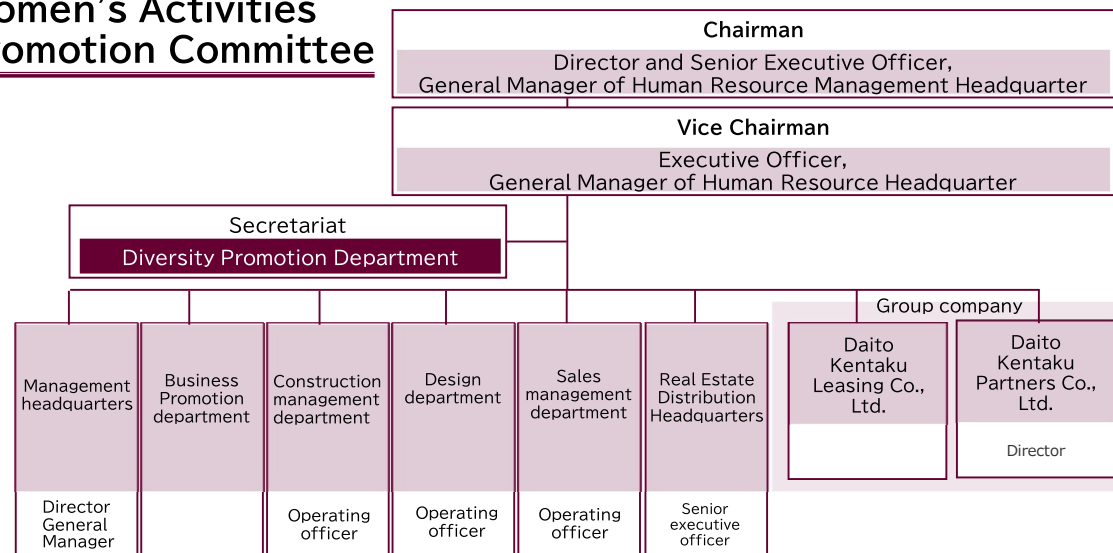 omen's Activities
omotion Committee
Chairman
Director and Senior Executive Officer,
General Manager of Human Resource Management Headquarter
Vice Chairman
Executive Officer,
General Manager of Human Resource Headquarter
Secretariat
Diversity Promotion Department
Group company
Management
headquarters
Business
Promotion
department
Construction
management
department
Design
department
Sales
management
department
Real Estate
Distribution
Headquarters
Daito
Kentaku
Leasing Co.,
Ltd.
Daito
Kentaku
Partners Co.,
Ltd.
Director
Director
General
Manager
Operating
officer
Operating
officer
Operating
officer
Senior
executive
officer